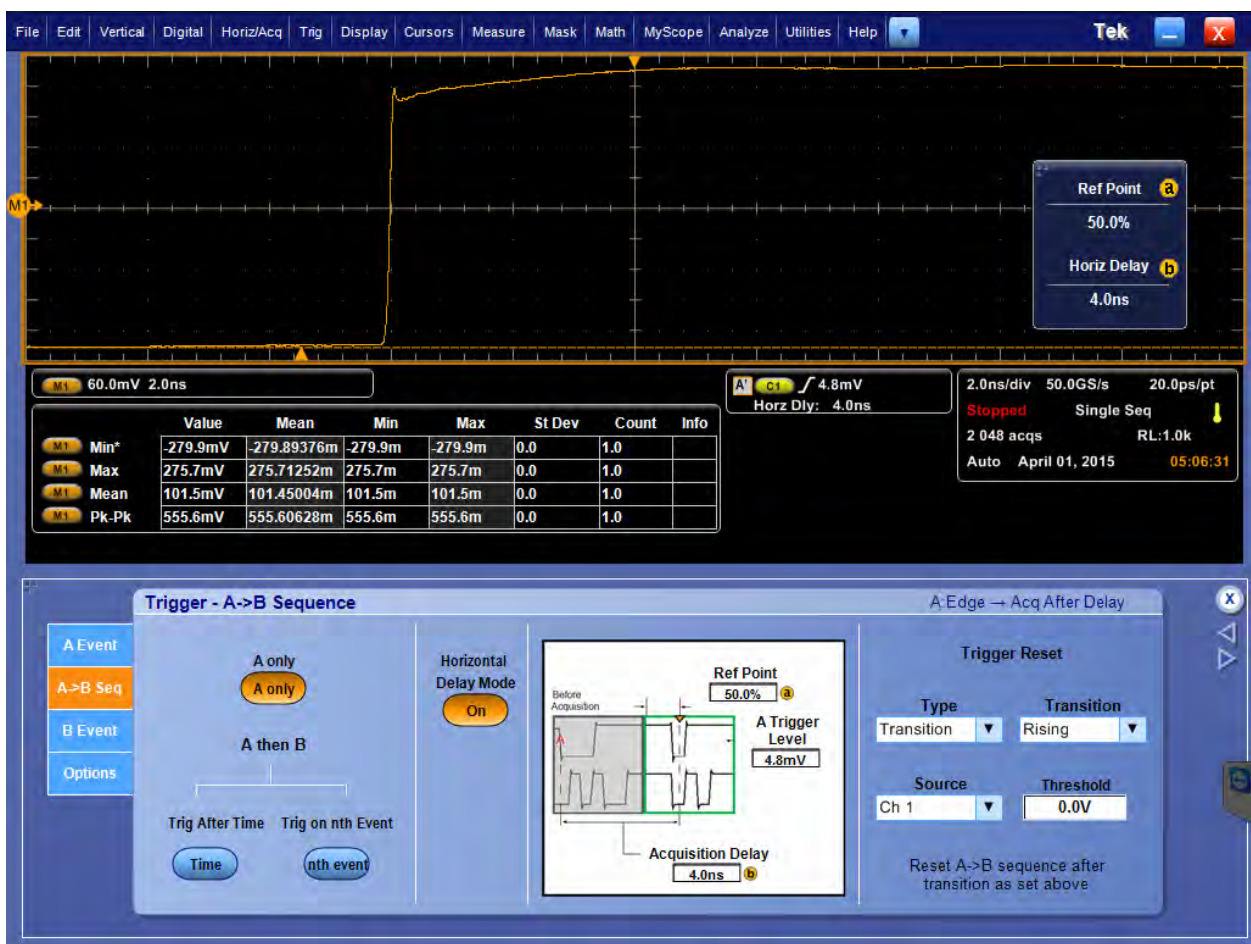 File Edit Vertical Digital Horiz/Acq Trig Display Cursors Measure Mask Math MyScope Analyze Utilities Help Tek X
Ref Point a
50.0%
M1
Horiz Delay b
4.0ns
M1 60.0mV 2.0ns
A' C1 4.8mV
Horz Dly: 4.0ns
2.0ns/div 50.0GS/s 20.0ps/pt
Stopped Single Seq
2 048 acqs RL:1.0k
Auto April 01, 2015 05:06:31
Value Mean Min Max St Dev Count Info
M1 Min* -279.9mV -279.89376m -279.9m -279.9m 0.0 1.0
M1 Max 275.7mV 275.71252m 275.7m 275.7m 0.0 1.0
M1 Mean 101.5mV 101.45004m 101.5m 101.5m 0.0 1.0
M1 Pk-Pk 555.6mV 555.60628m 555.6m 555.6m 0.0 1.0
Trigger - A->B Sequence A Edge → Acq After Delay X
A Event
A->B Seq
B Event
Options
A only
A only
A then B
Trig After Time Trig on nth Event
Time nth event
Horizontal
Delay Mode
On
Ref Point
50.0% a
Before
Acquisition
A
A Trigger
Level
4.8mV
Acquisition Delay
4.0ns b
Trigger Reset
Type Transition
Transition Rising
Source Threshold
Ch 1 0.0V
Reset A->B sequence after
transition as set above